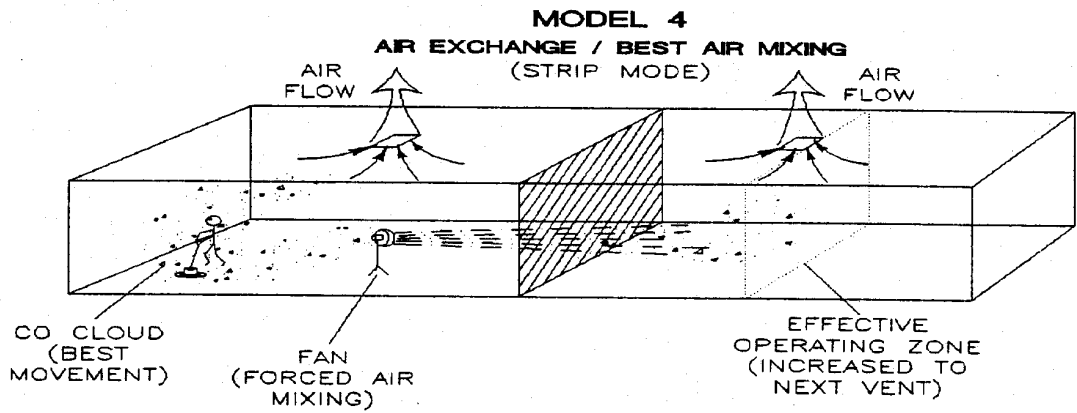 MODEL 4
AIR EXCHANGE / BEST AIR MIXING
(STRIP MODE)
AIR
FLOW
AIR
FLOW
CO CLOUD
(BEST
MOVEMENT)
FAN
(FORCED AIR
MIXING)
EFFECTIVE
OPERATING ZONE
(INCREASED TO
NEXT VENT)